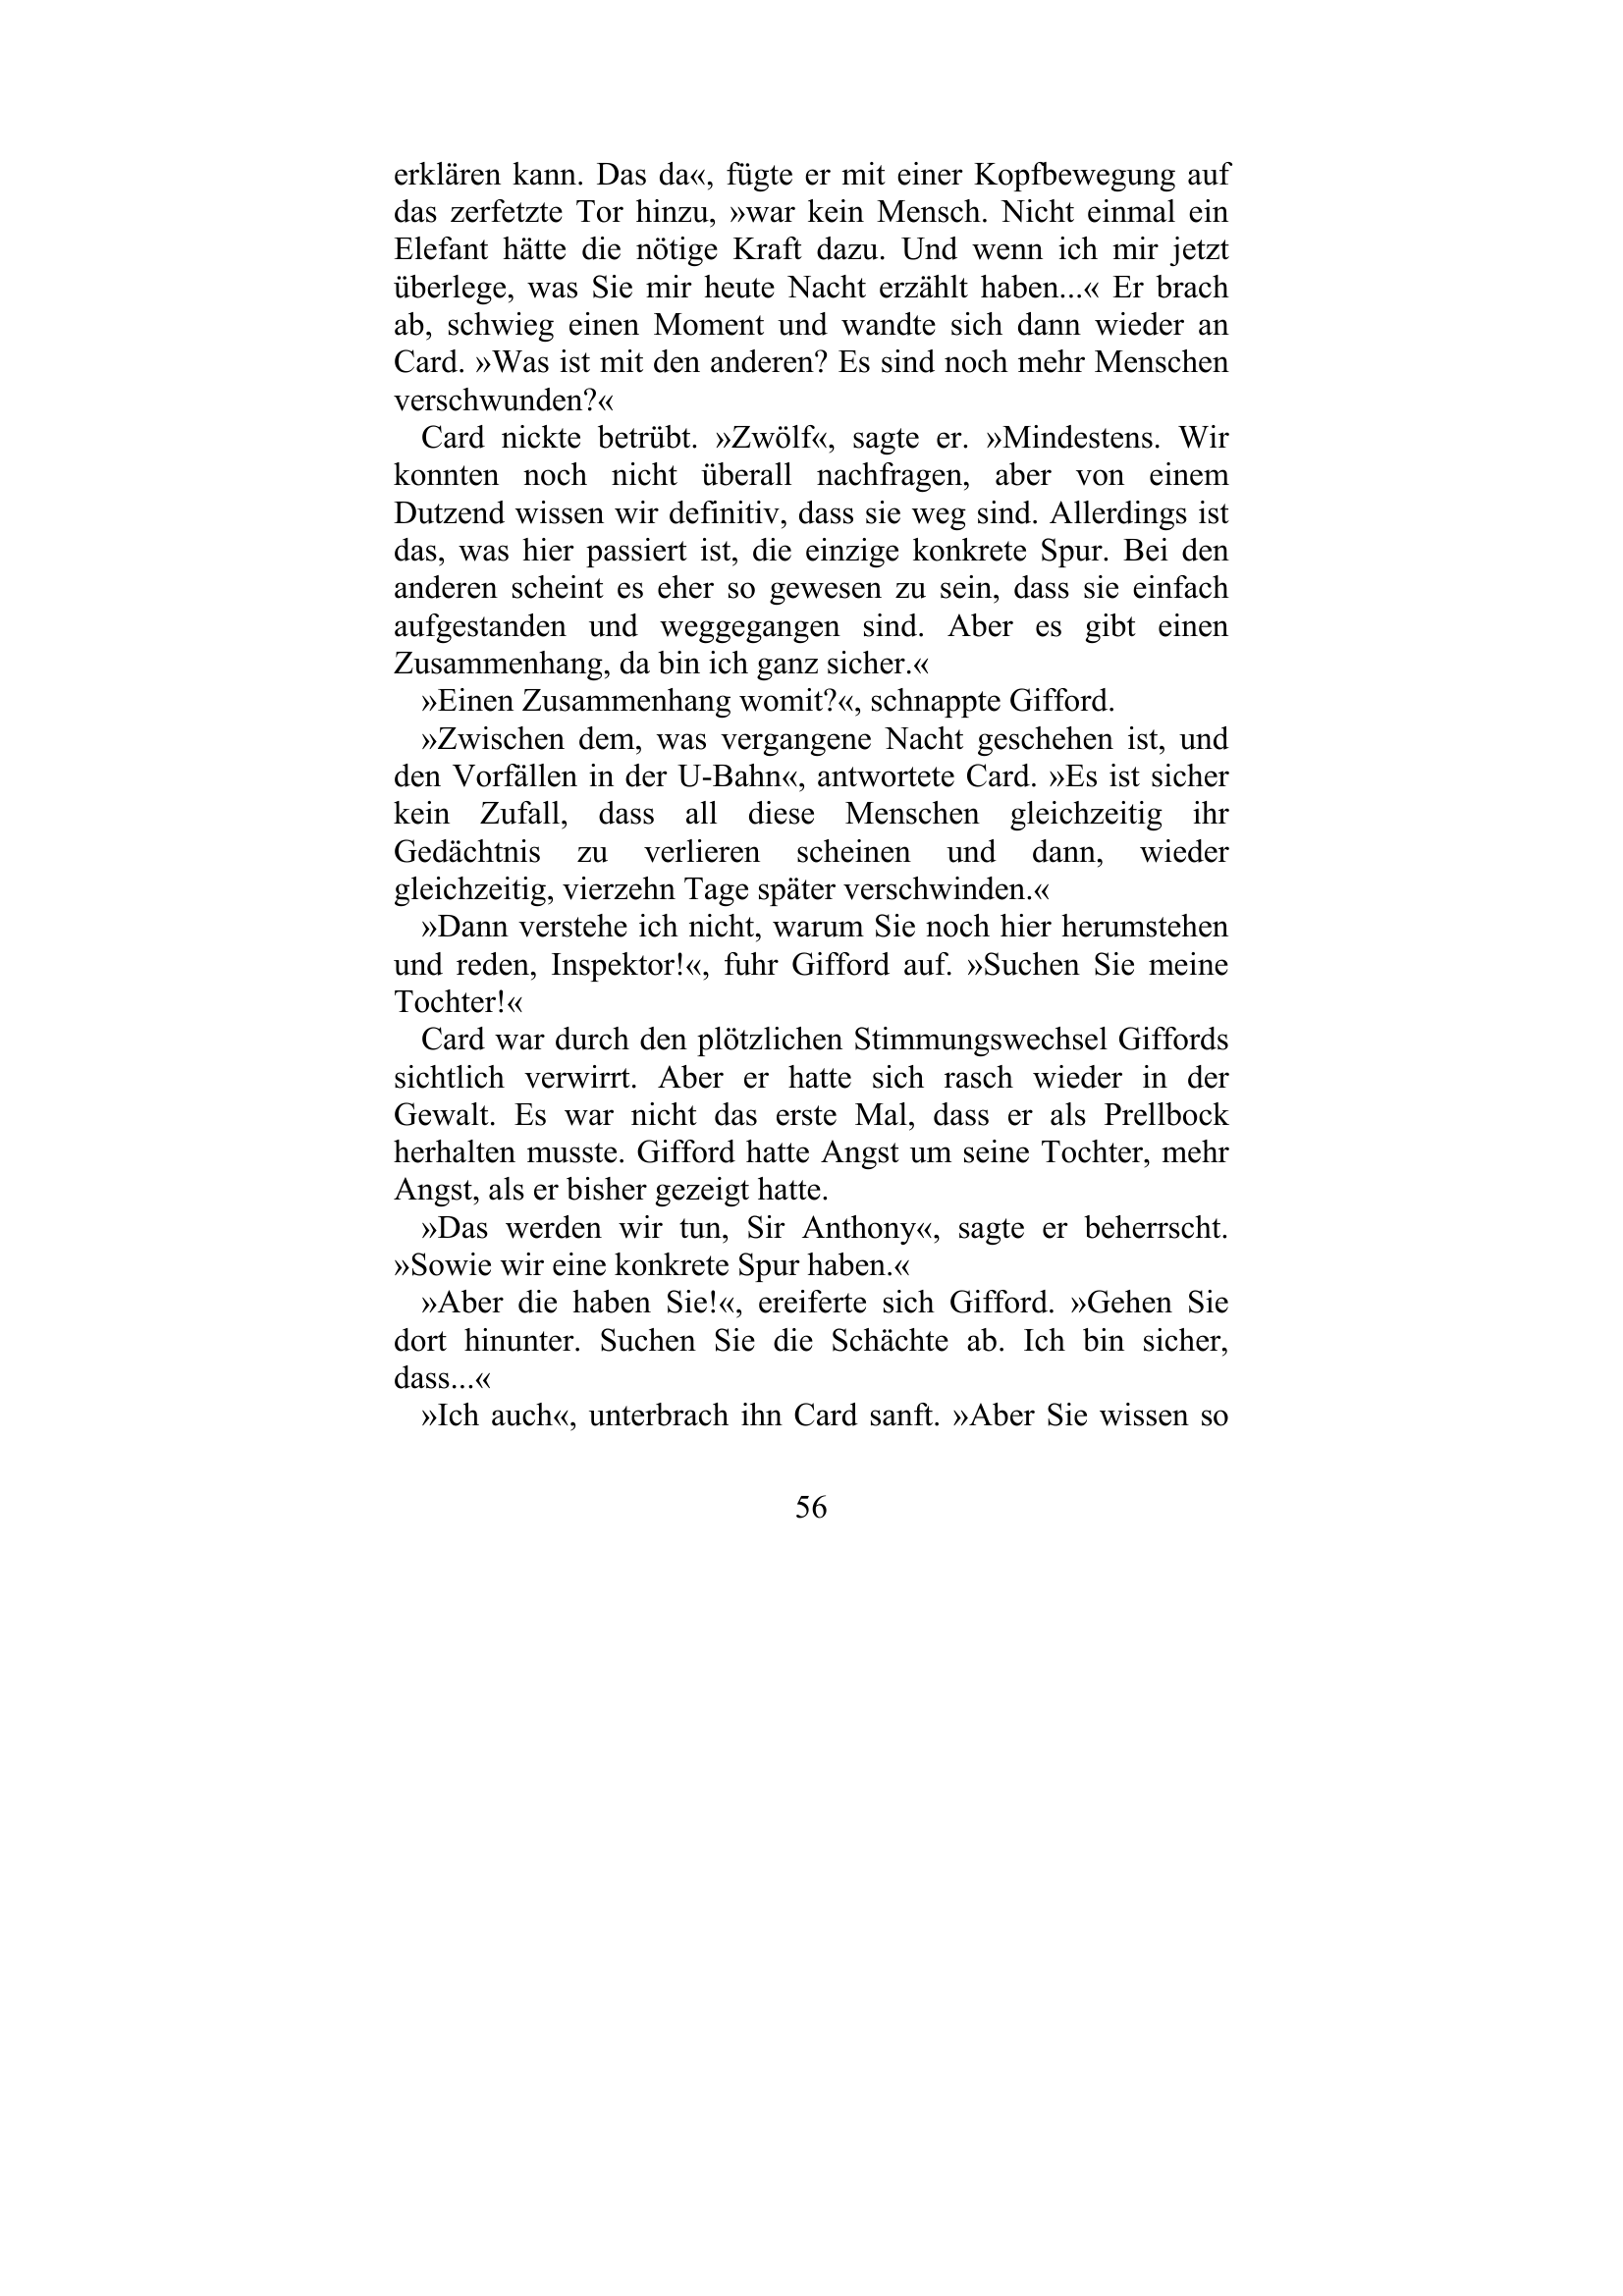 erklären kann. Das da«, fügte er mit einer Kopfbewegung auf
das zerfetzte Tor hinzu, »war kein Mensch. Nicht einmal ein
Elefant hätte die nötige Kraft dazu. Und wenn ich mir jetzt
überlege, was Sie mir heute Nacht erzählt haben...« Er brach
ab, schwieg einen Moment und wandte sich dann wieder an
Card. »Was ist mit den anderen? Es sind noch mehr Menschen
verschwunden?«
Card nickte betrübt. »Zwölf«, sagte er. »Mindestens. Wir
konnten noch nicht überall nachfragen, aber von einem
Dutzend wissen wir definitiv, dass sie weg sind. Allerdings ist
das, was hier passiert ist, die einzige konkrete Spur. Bei den
anderen scheint es eher so gewesen zu sein, dass sie einfach
aufgestanden und weggegangen sind. Aber es gibt einen
Zusammenhang, da bin ich ganz sicher.«
»Einen Zusammenhang womit?«, schnappte Gifford.
»Zwischen dem, was vergangene Nacht geschehen ist, und
den Vorfällen in der U-Bahn«, antwortete Card. »Es ist sicher
kein Zufall, dass all diese Menschen gleichzeitig ihr
Gedächtnis zu verlieren scheinen und dann, wieder
gleichzeitig, vierzehn Tage später verschwinden.«
»Dann verstehe ich nicht, warum Sie noch hier herumstehen
und reden, Inspektor!«, fuhr Gifford auf. »Suchen Sie meine
Tochter!«
Card war durch den plötzlichen Stimmungswechsel Giffords
sichtlich verwirrt. Aber er hatte sich rasch wieder in der
Gewalt. Es war nicht das erste Mal, dass er als Prellbock
herhalten musste. Gifford hatte Angst um seine Tochter, mehr
Angst, als er bisher gezeigt hatte.
»Das werden wir tun, Sir Anthony«, sagte er beherrscht.
»Sowie wir eine konkrete Spur haben.«
»Aber die haben Sie!«, ereiferte sich Gifford. »Gehen Sie
dort hinunter. Suchen Sie die Schächte ab. Ich bin sicher,
dass...«
»Ich auch«, unterbrach ihn Card sanft. »Aber Sie wissen so
56